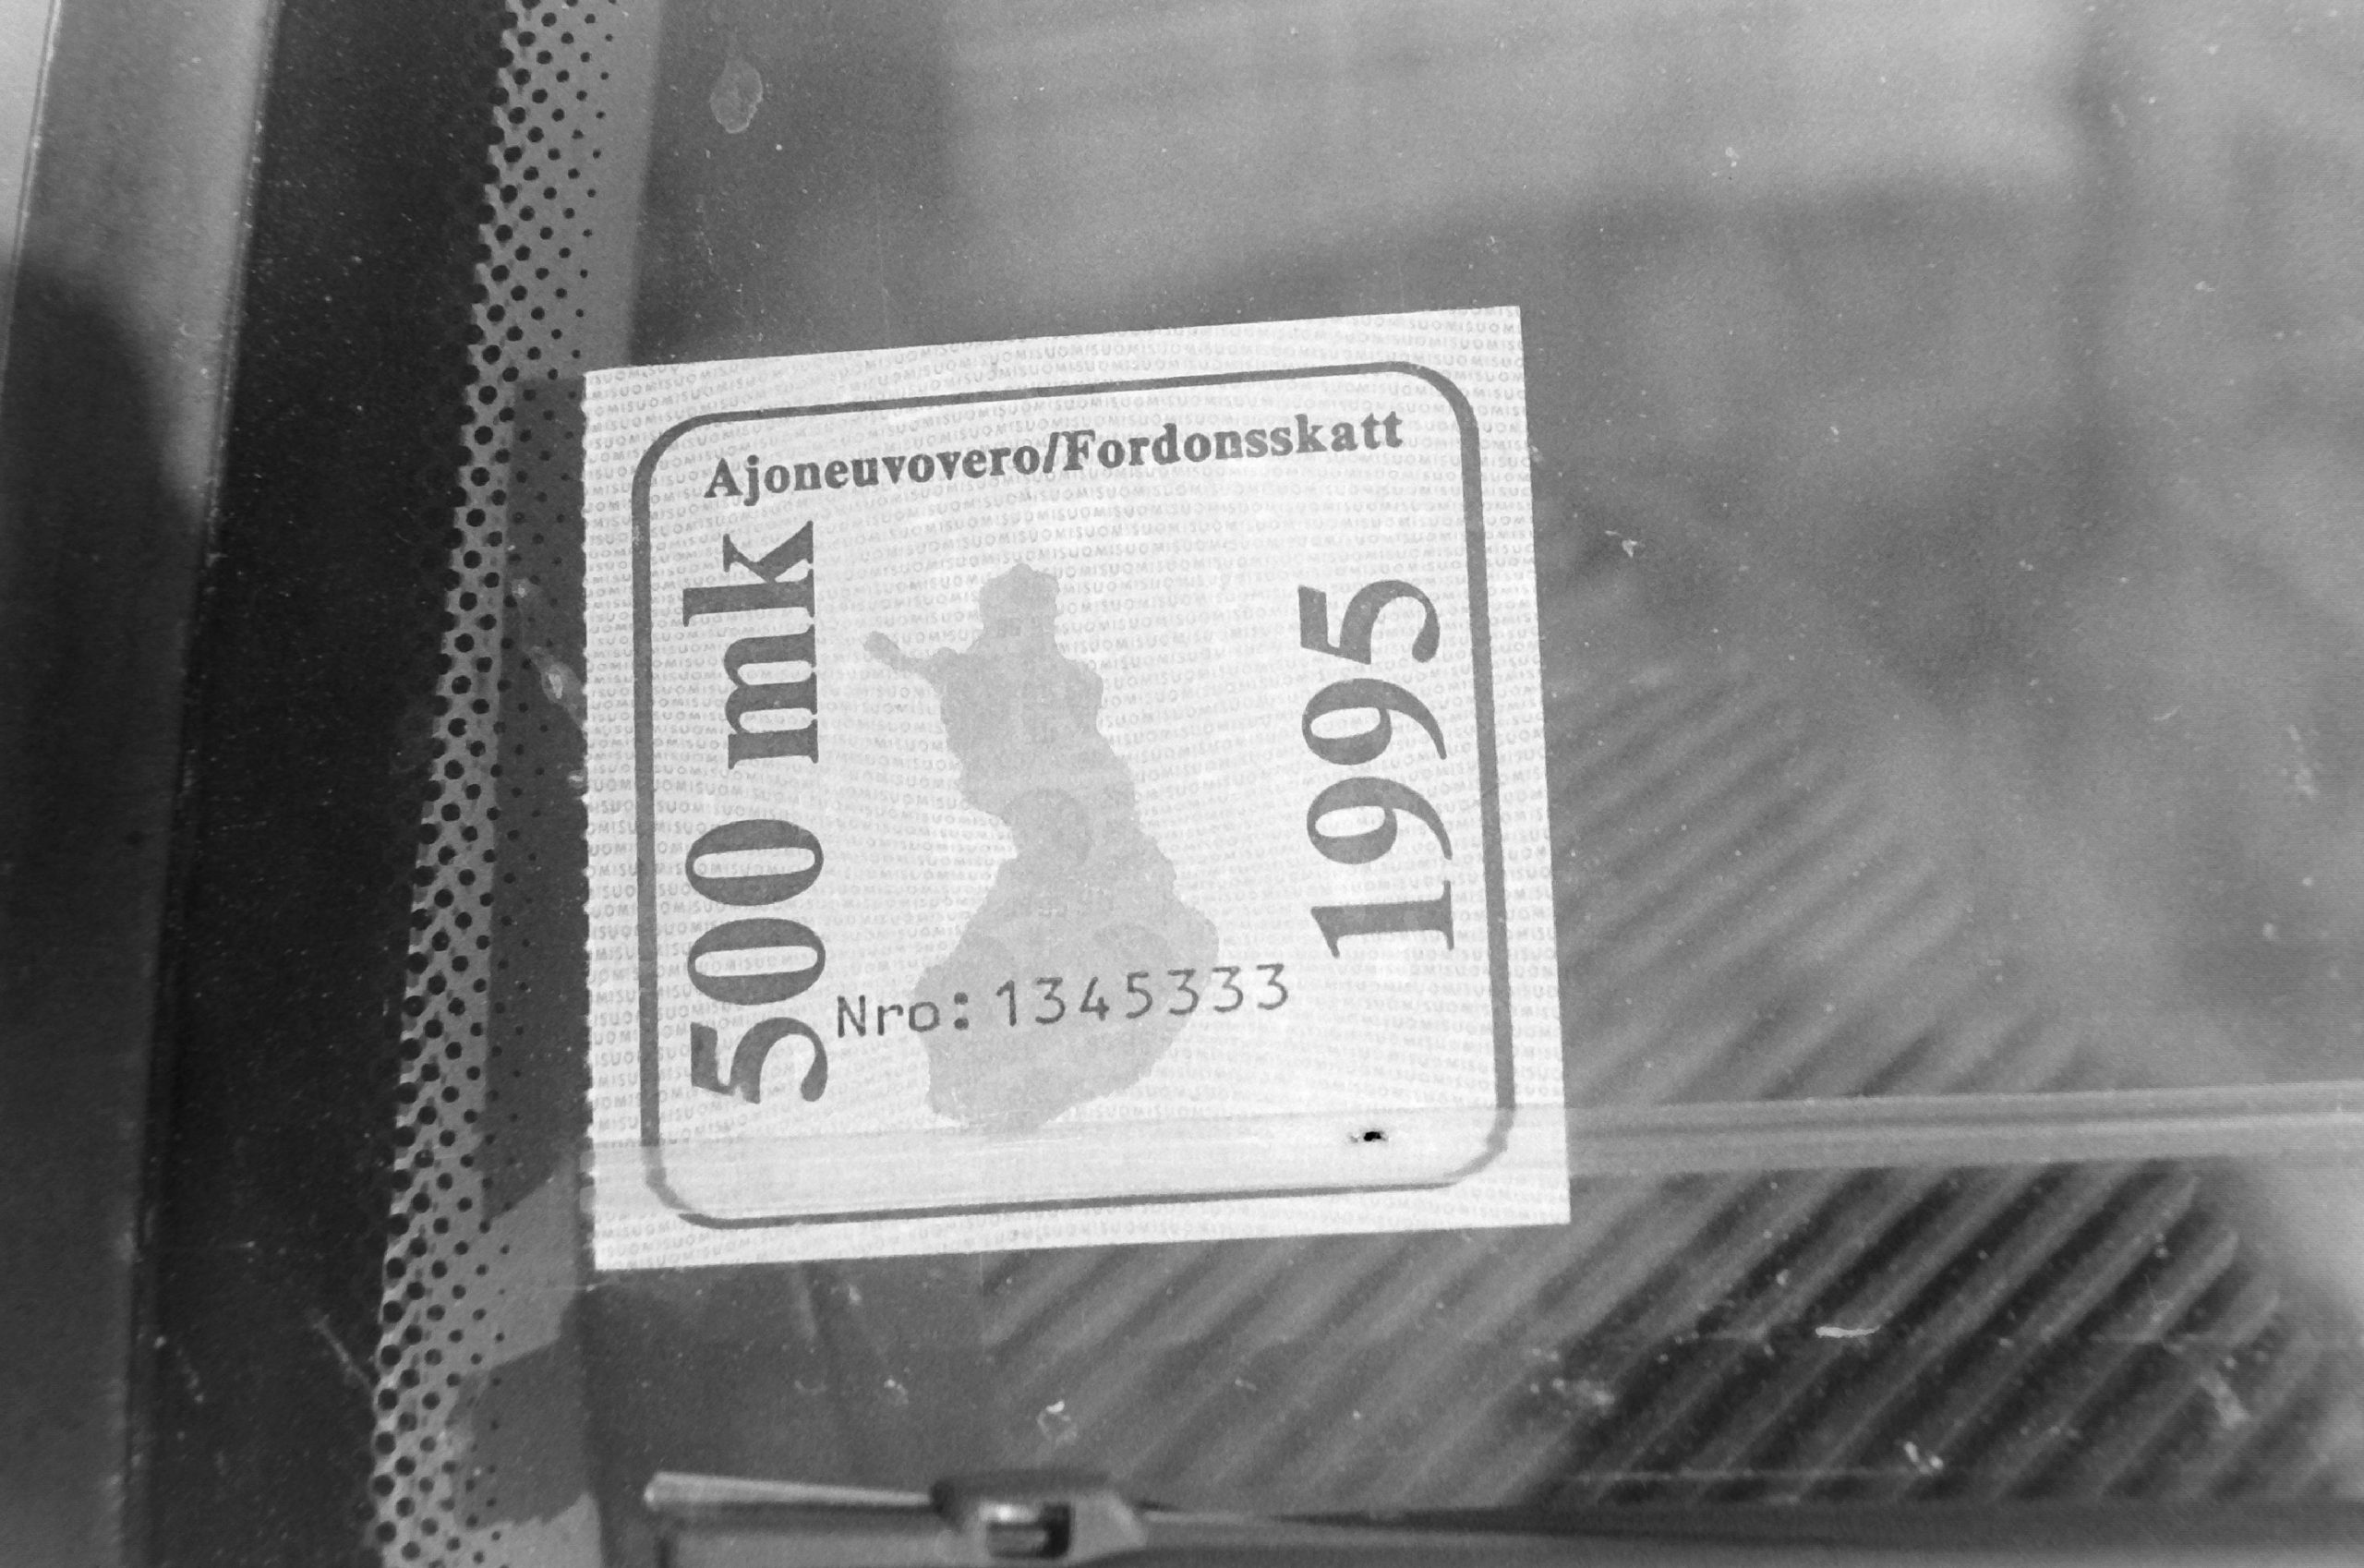 Ajoneuvovero/Fordonsskatt
500 mk
1995
Nro: 1345333